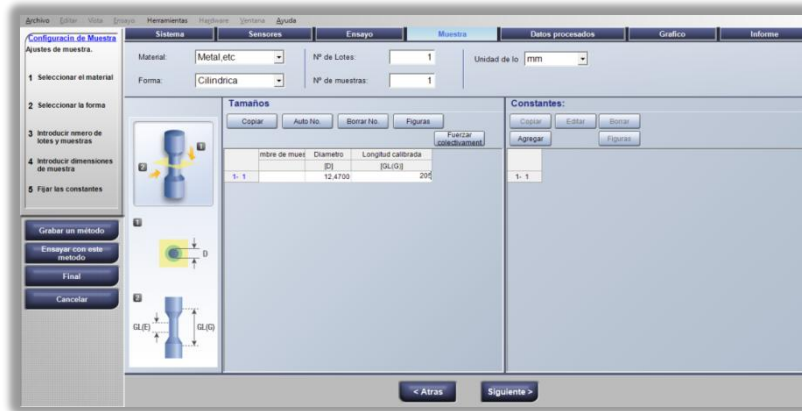 Archivo Editar Vista Ensayo Herramientas Hardware Ventana Ayuda
Configuracin de Muestra
Sistema Sensores Ensayo Muestra Datos procesados Grafico Informe
Ajustes de muestra.
1 Seleccionar el material
2 Seleccionar la forma
3 Introducir nmero de
lotes y muestras
4 Introducir dimensiones
de muestra
5 Fijar las constantes
Grabar un método
Ensayar con este
metodo
Final
Cancelar
Material: Metal,etc Nº de Lotes: 1 Unidad de lo mm
Forma: Cilíndrica Nº de muestras: 1
1
2
1
D
2
GL(E) GL(G)
Tamaños
Copiar Auto No. Borrar No. Figuras
Fuerzar
colectivament
mbre de mues Diametro Longitud calibrada
[D] [GL(G)]
1- 1 12,4700 205
Constantes:
Copiar Editar Borrar
Agregar Figuras
1- 1
< Atras Siguiente >